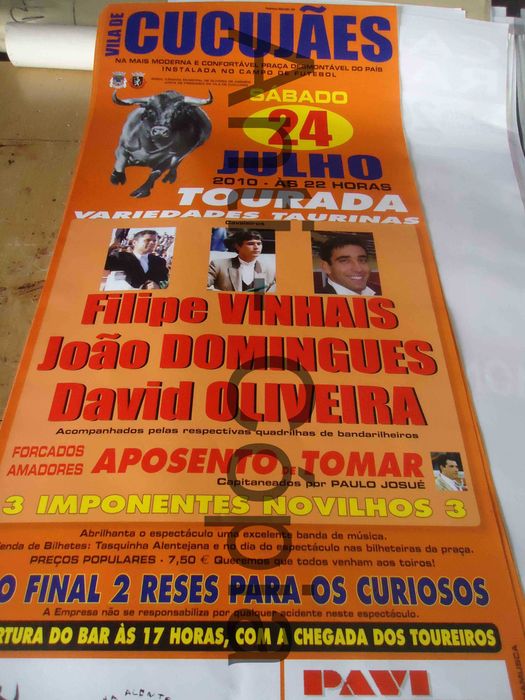 VILA DE CUCUJÃES
NA MAIS MODERNA E CONFORTÁVEL PRAÇA DESMONTÁVEL DO PAÍS
INSTALADA NO CAMPO DE FUTEBOL
SÁBADO
24
JULHO
2010 - ÀS 22 HORAS
TOURADA
VARIEDADES TAURINAS
Cavaleiros
Filipe VINHAIS
João DOMINGUES
David OLIVEIRA
Acompanhados pelas respectivas quadrilhas de bandarilheiros
FORCADOS AMADORES APOSENTO DE TOMAR
Capitaneados por PAULO JOSUÉ
3 IMPONENTES NOVILHOS 3
Abrilhanta o espectáculo uma excelente banda de música.
enda de Bilhetes: Tasquinha Alentejana e no dia do espectáculo nas bilheteiras da praça.
PREÇOS POPULARES - 7,50 € Queremos que todos venham aos toiros!
O FINAL 2 RESES PARA OS CURIOSOS
A Empresa não se responsabiliza por qualquer acidente neste espectáculo.
RTURA DO BAR ÀS 17 HORAS, COM A CHEGADA DOS TOUREIROS
PAVI